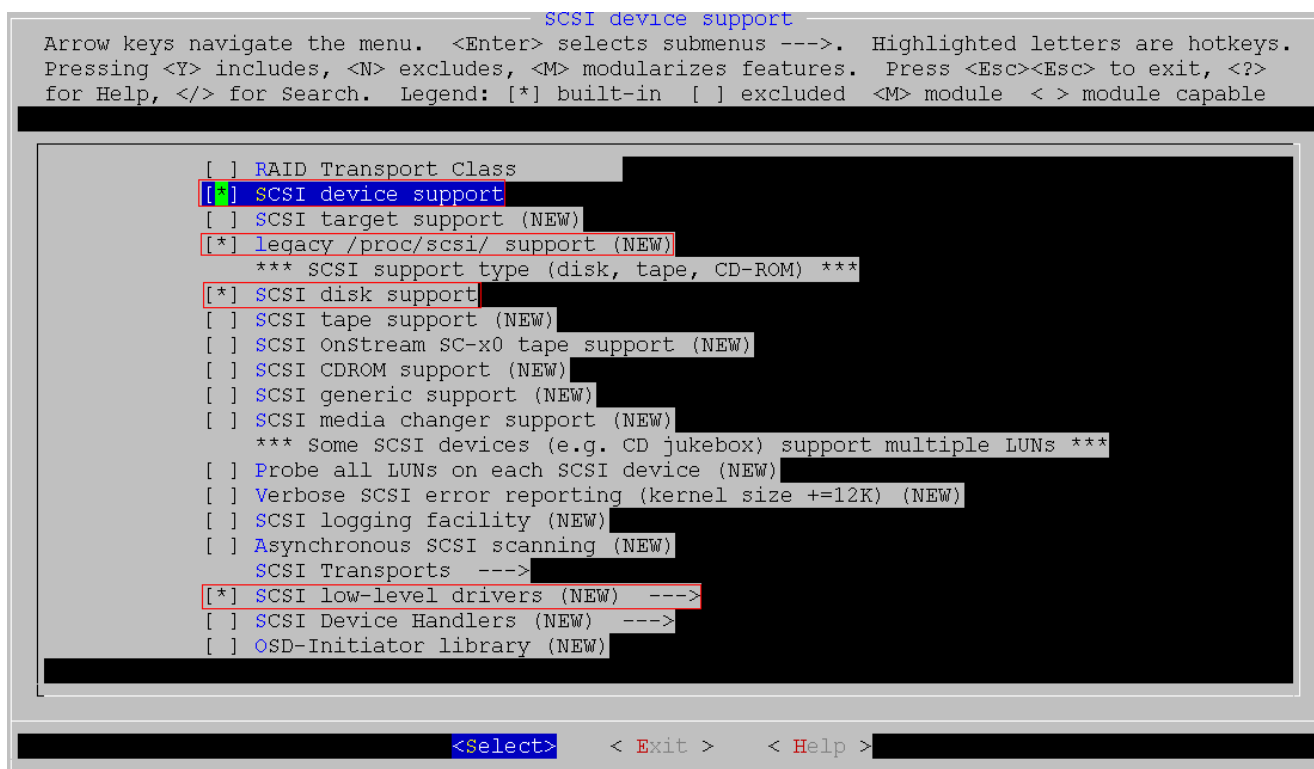 SCSI device support
Arrow keys navigate the menu.  <Enter> selects submenus --->.  Highlighted letters are hotkeys.
Pressing <Y> includes, <N> excludes, <M> modularizes features.  Press <Esc><Esc> to exit, <?>
for Help, </> for Search.  Legend: [*] built-in  [ ] excluded  <M> module  < > module capable
[ ] RAID Transport Class
[*] SCSI device support
[ ] SCSI target support (NEW)
[*] legacy /proc/scsi/ support (NEW)
*** SCSI support type (disk, tape, CD-ROM) ***
[*] SCSI disk support
[ ] SCSI tape support (NEW)
[ ] SCSI OnStream SC-x0 tape support (NEW)
[ ] SCSI CDROM support (NEW)
[ ] SCSI generic support (NEW)
[ ] SCSI media changer support (NEW)
*** Some SCSI devices (e.g. CD jukebox) support multiple LUNs ***
[ ] Probe all LUNs on each SCSI device (NEW)
[ ] Verbose SCSI error reporting (kernel size +=12K) (NEW)
[ ] SCSI logging facility (NEW)
[ ] Asynchronous SCSI scanning (NEW)
SCSI Transports  --->
[*] SCSI low-level drivers (NEW)  --->
[ ] SCSI Device Handlers (NEW)  --->
[ ] OSD-Initiator library (NEW)
<Select>    < Exit >    < Help >